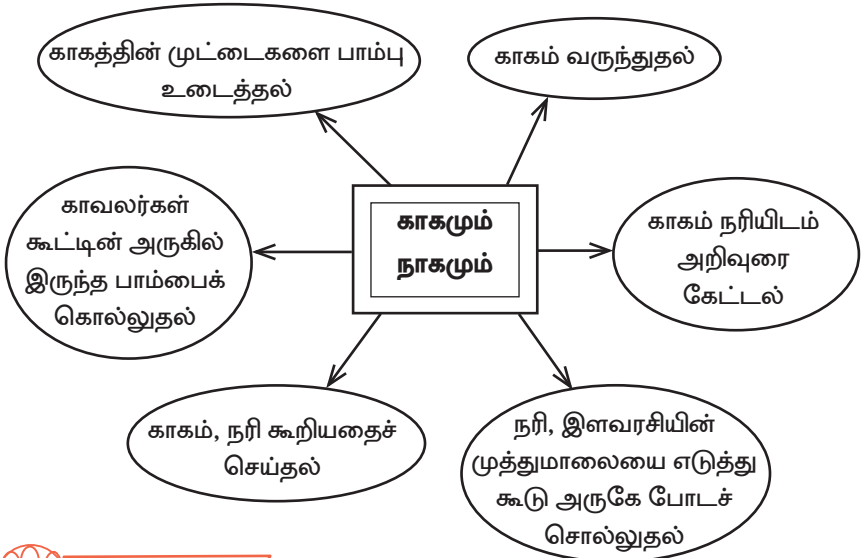 காகத்தின் முட்டைகளை பாம்பு
உடைத்தல்
காகம் வருந்துதல்
காவலர்கள்
கூட்டின் அருகில்
இருந்த பாம்பைக்
கொல்லுதல்
காகமும்
நாகமும்
காகம் நரியிடம்
அறிவுரை
கேட்டல்
காகம், நரி கூறியதைச்
செய்தல்
நரி, இளவரசியின்
முத்துமாலையை எடுத்து
கூடு அருகே போடச்
சொல்லுதல்